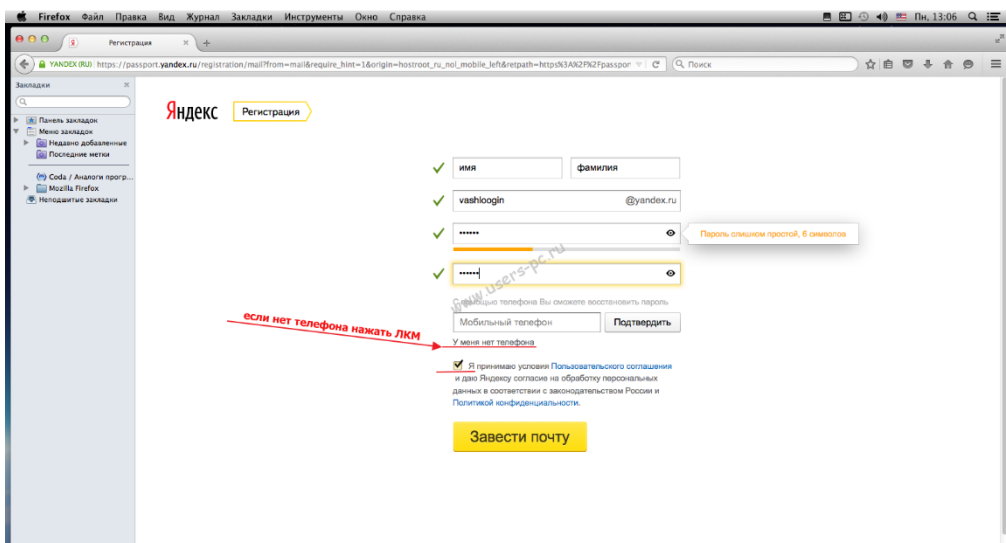 Firefox Файл Правка Вид Журнал Закладки Инструменты Окно Справка
Пн, 13:06
Регистрация
YANDEX (RU) https://passport.yandex.ru/registration/mail?from=mail&require_hint=1&origin=hostroot_ru_nol_mobile_left&retpath=https%3A%2F%2Fpasspor
Поиск
Закладки
Панель закладок
Меню закладок
Недавно добавленные
Последние метки
Coda / Аналоги прогр...
Mozilla Firefox
Неподшитые закладки
Яндекс Регистрация
имя фамилия
vashloogin @yandex.ru
Пароль слишком простой, 6 символов
www.users-pc.ru
С помощью телефона Вы сможете восстановить пароль
Мобильный телефон Подтвердить
если нет телефона нажать ЛКМ
У меня нет телефона
Я принимаю условия Пользовательского соглашения
и даю Яндексу согласие на обработку персональных
данных в соответствии с законодательством России и
Политикой конфиденциальности.
Завести почту